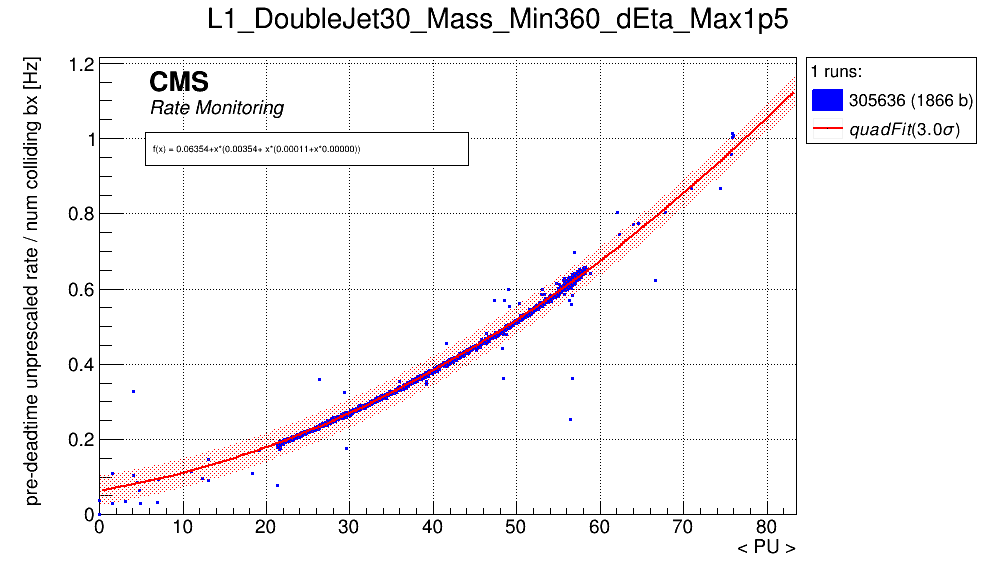 L1_DoubleJet30_Mass_Min360_dEta_Max1p5
pre-deadtime unprescaled rate / num colliding bx [Hz]
CMS
Rate Monitoring
f(x) = 0.06354+x*(0.00354+ x*(0.00011+x*0.00000))
1 runs:
305636 (1866 b)
quadFit(3.0σ)
1.2
1
0.8
0.6
0.4
0.2
0
0 10 20 30 40 50 60 70 80
< PU >